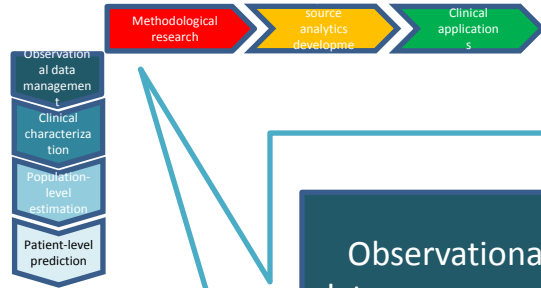 Methodological
research
source
analytics
developme
Clinical
application
s
Observation
al data
managemen
t
Clinical
characteriza
tion
Population-
level
estimation
Patient-level
prediction
Observationa